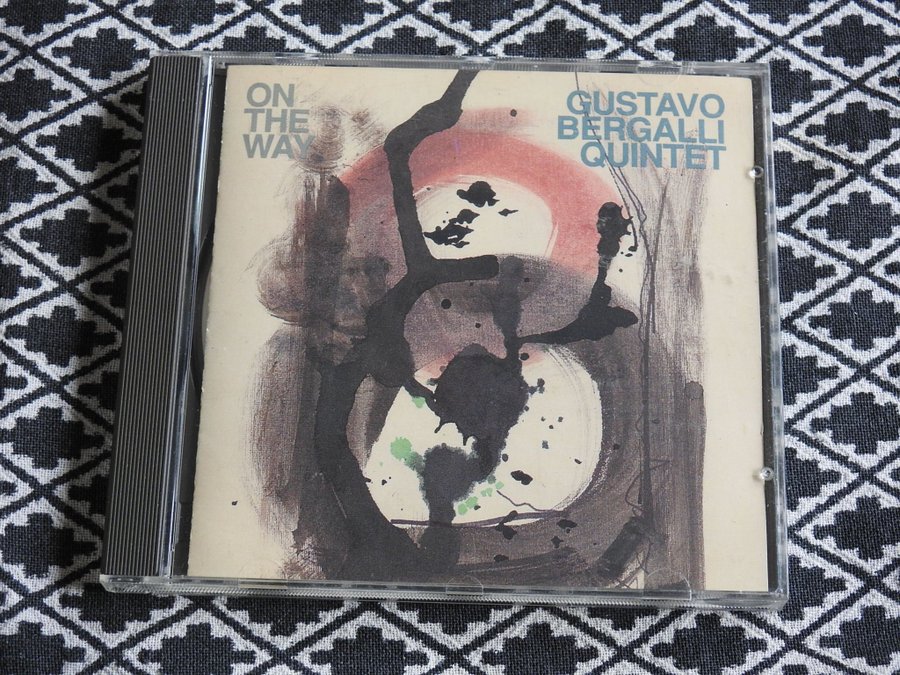 ON
THE
WAY
GUSTAVO
BERGALLI
QUINTET